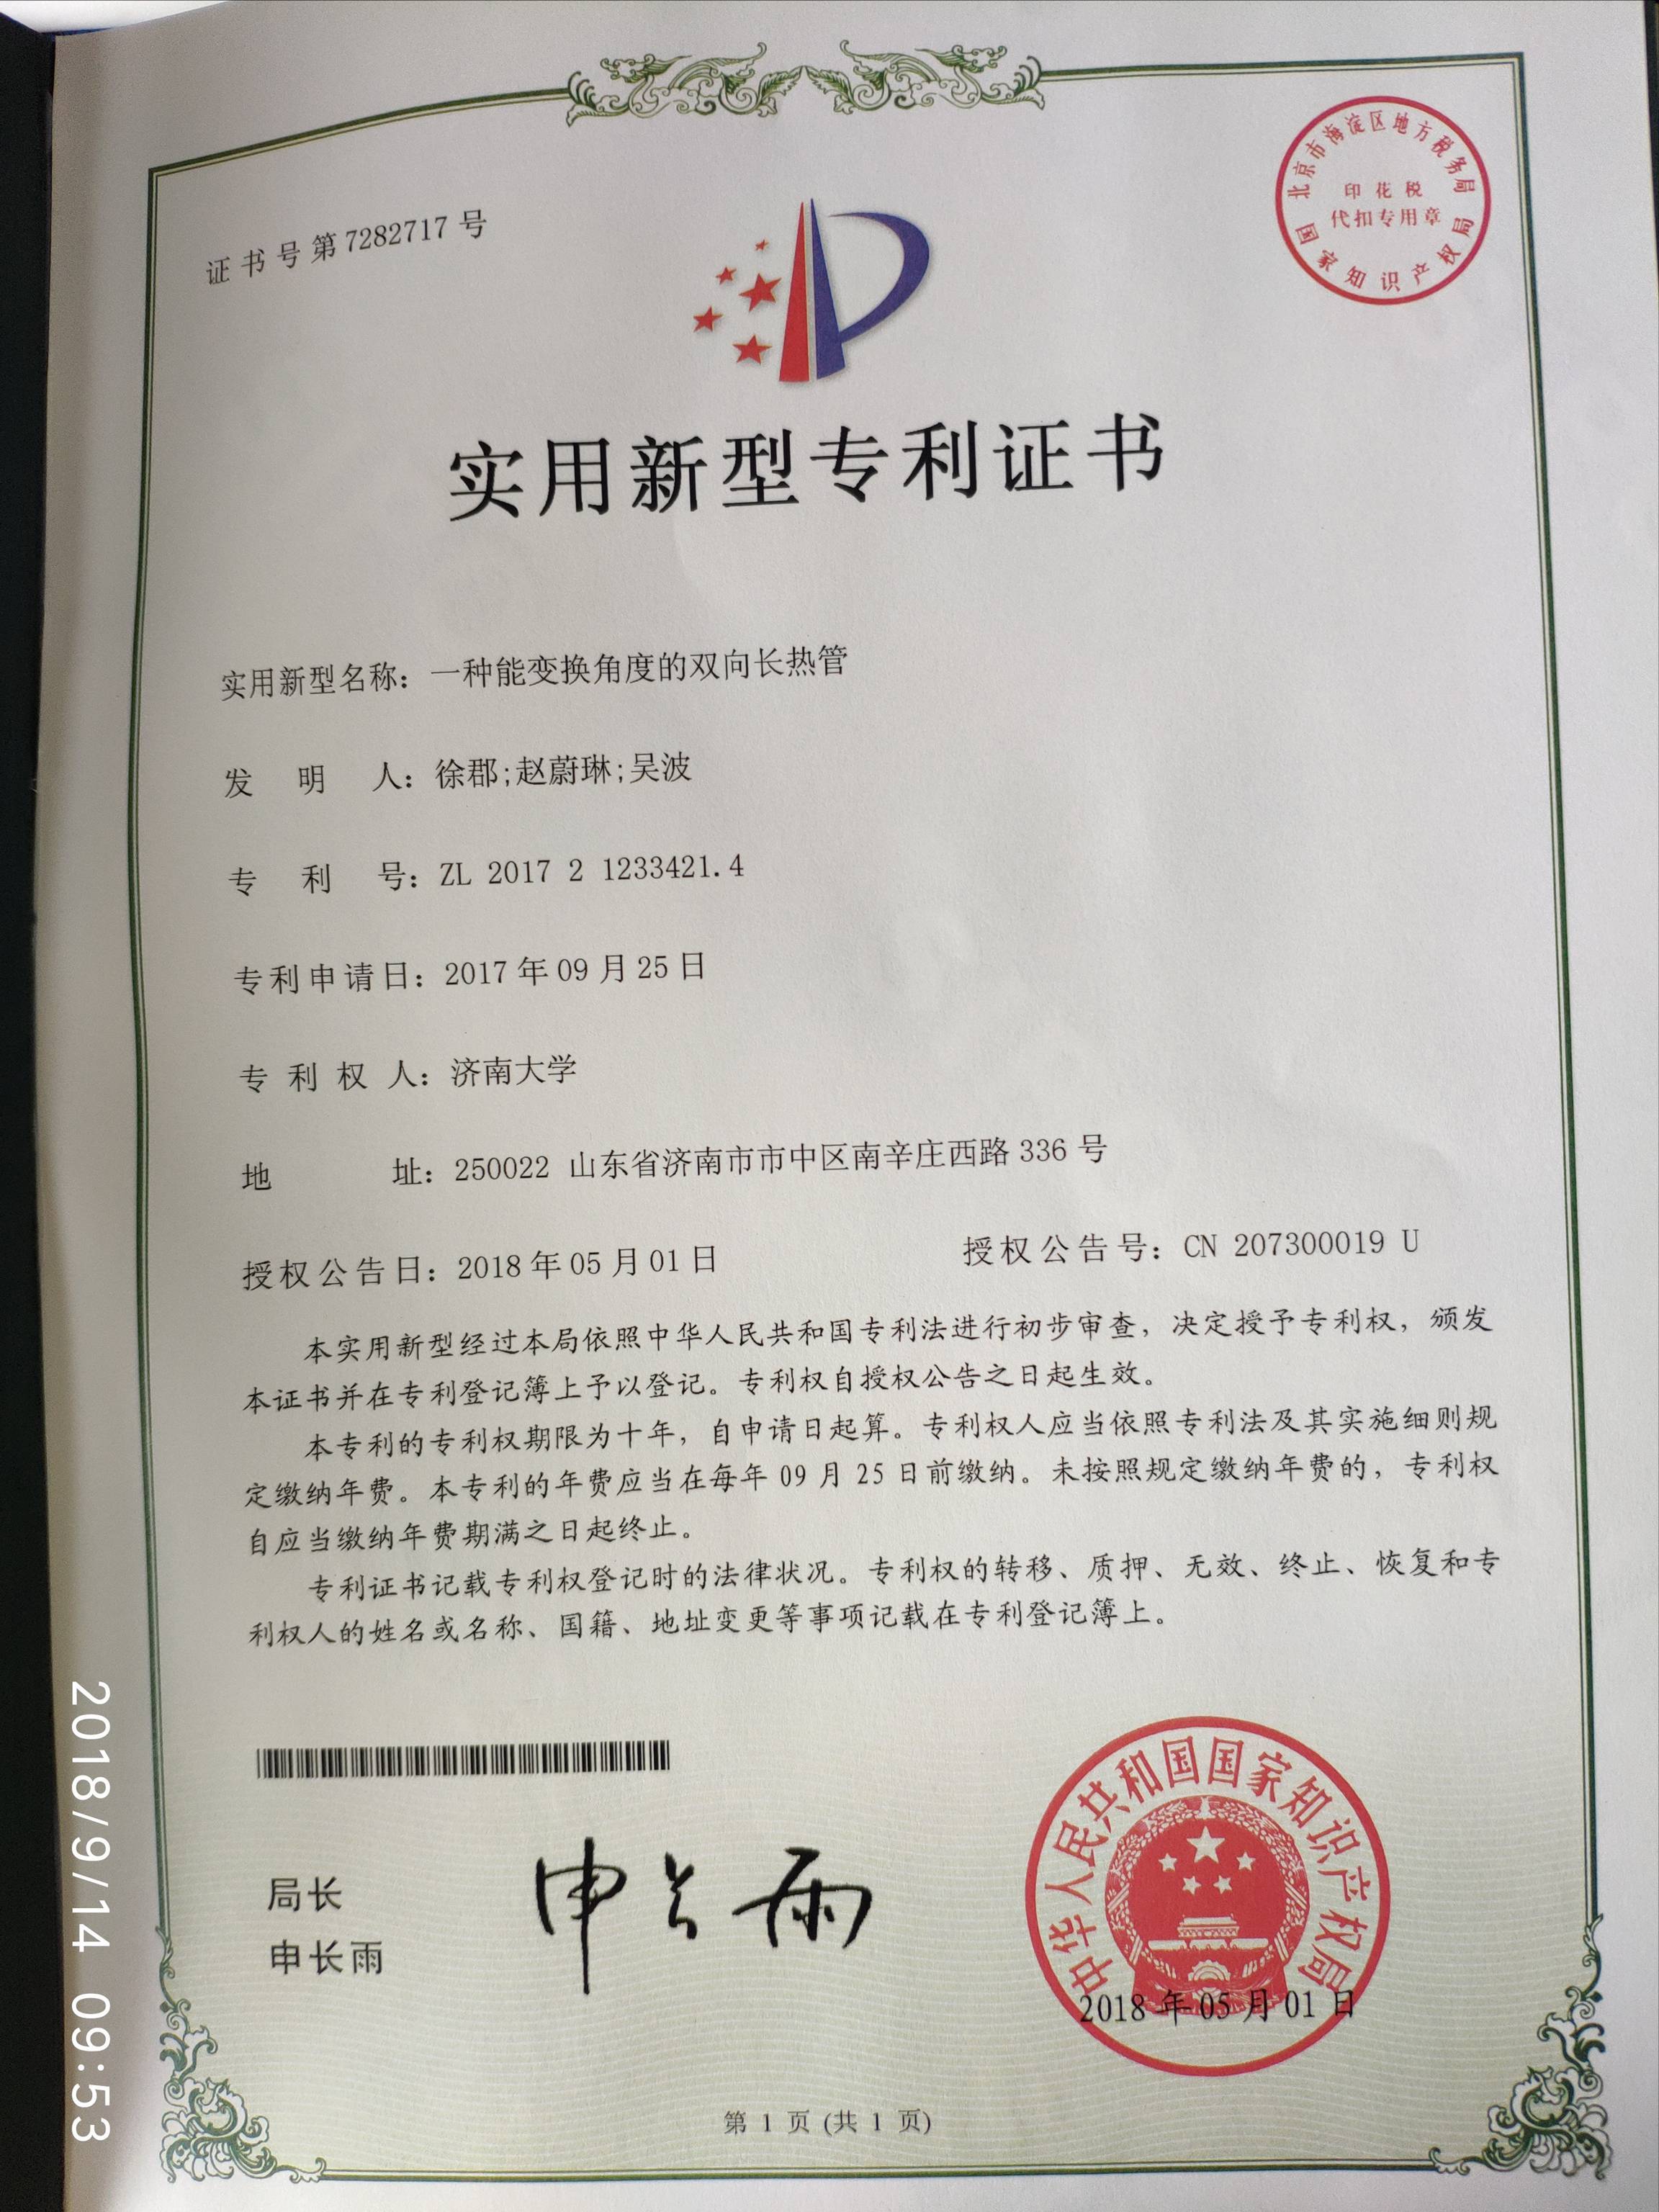 证书号第7282717号
北京市海淀区地方税务局
印花税
代扣专用章
国家知识产权局
实用新型专利证书
实用新型名称：一种能变换角度的双向长热管
发明人：徐郡;赵蔚琳;吴波
专利号：ZL 2017 2 1233421.4
专利申请日：2017年09月25日
专利权人：济南大学
地址：250022 山东省济南市市中区南辛庄西路336号
授权公告日：2018年05月01日 授权公告号：CN 207300019 U
本实用新型经过本局依照中华人民共和国专利法进行初步审查，决定授予专利权，颁发
本证书并在专利登记簿上予以登记。专利权自授权公告之日起生效。
本专利的专利权期限为十年，自申请日起算。专利权人应当依照专利法及其实施细则规
定缴纳年费。本专利的年费应当在每年09月25日前缴纳。未按照规定缴纳年费的，专利权
自应当缴纳年费期满之日起终止。
专利证书记载专利权登记时的法律状况。专利权的转移、质押、无效、终止、恢复和专
利权人的姓名或名称、国籍、地址变更等事项记载在专利登记簿上。
局长
申长雨
申长雨
中华人民共和国国家知识产权局
2018年05月01日
第 1 页 (共 1 页)
2018/9/14 09:53